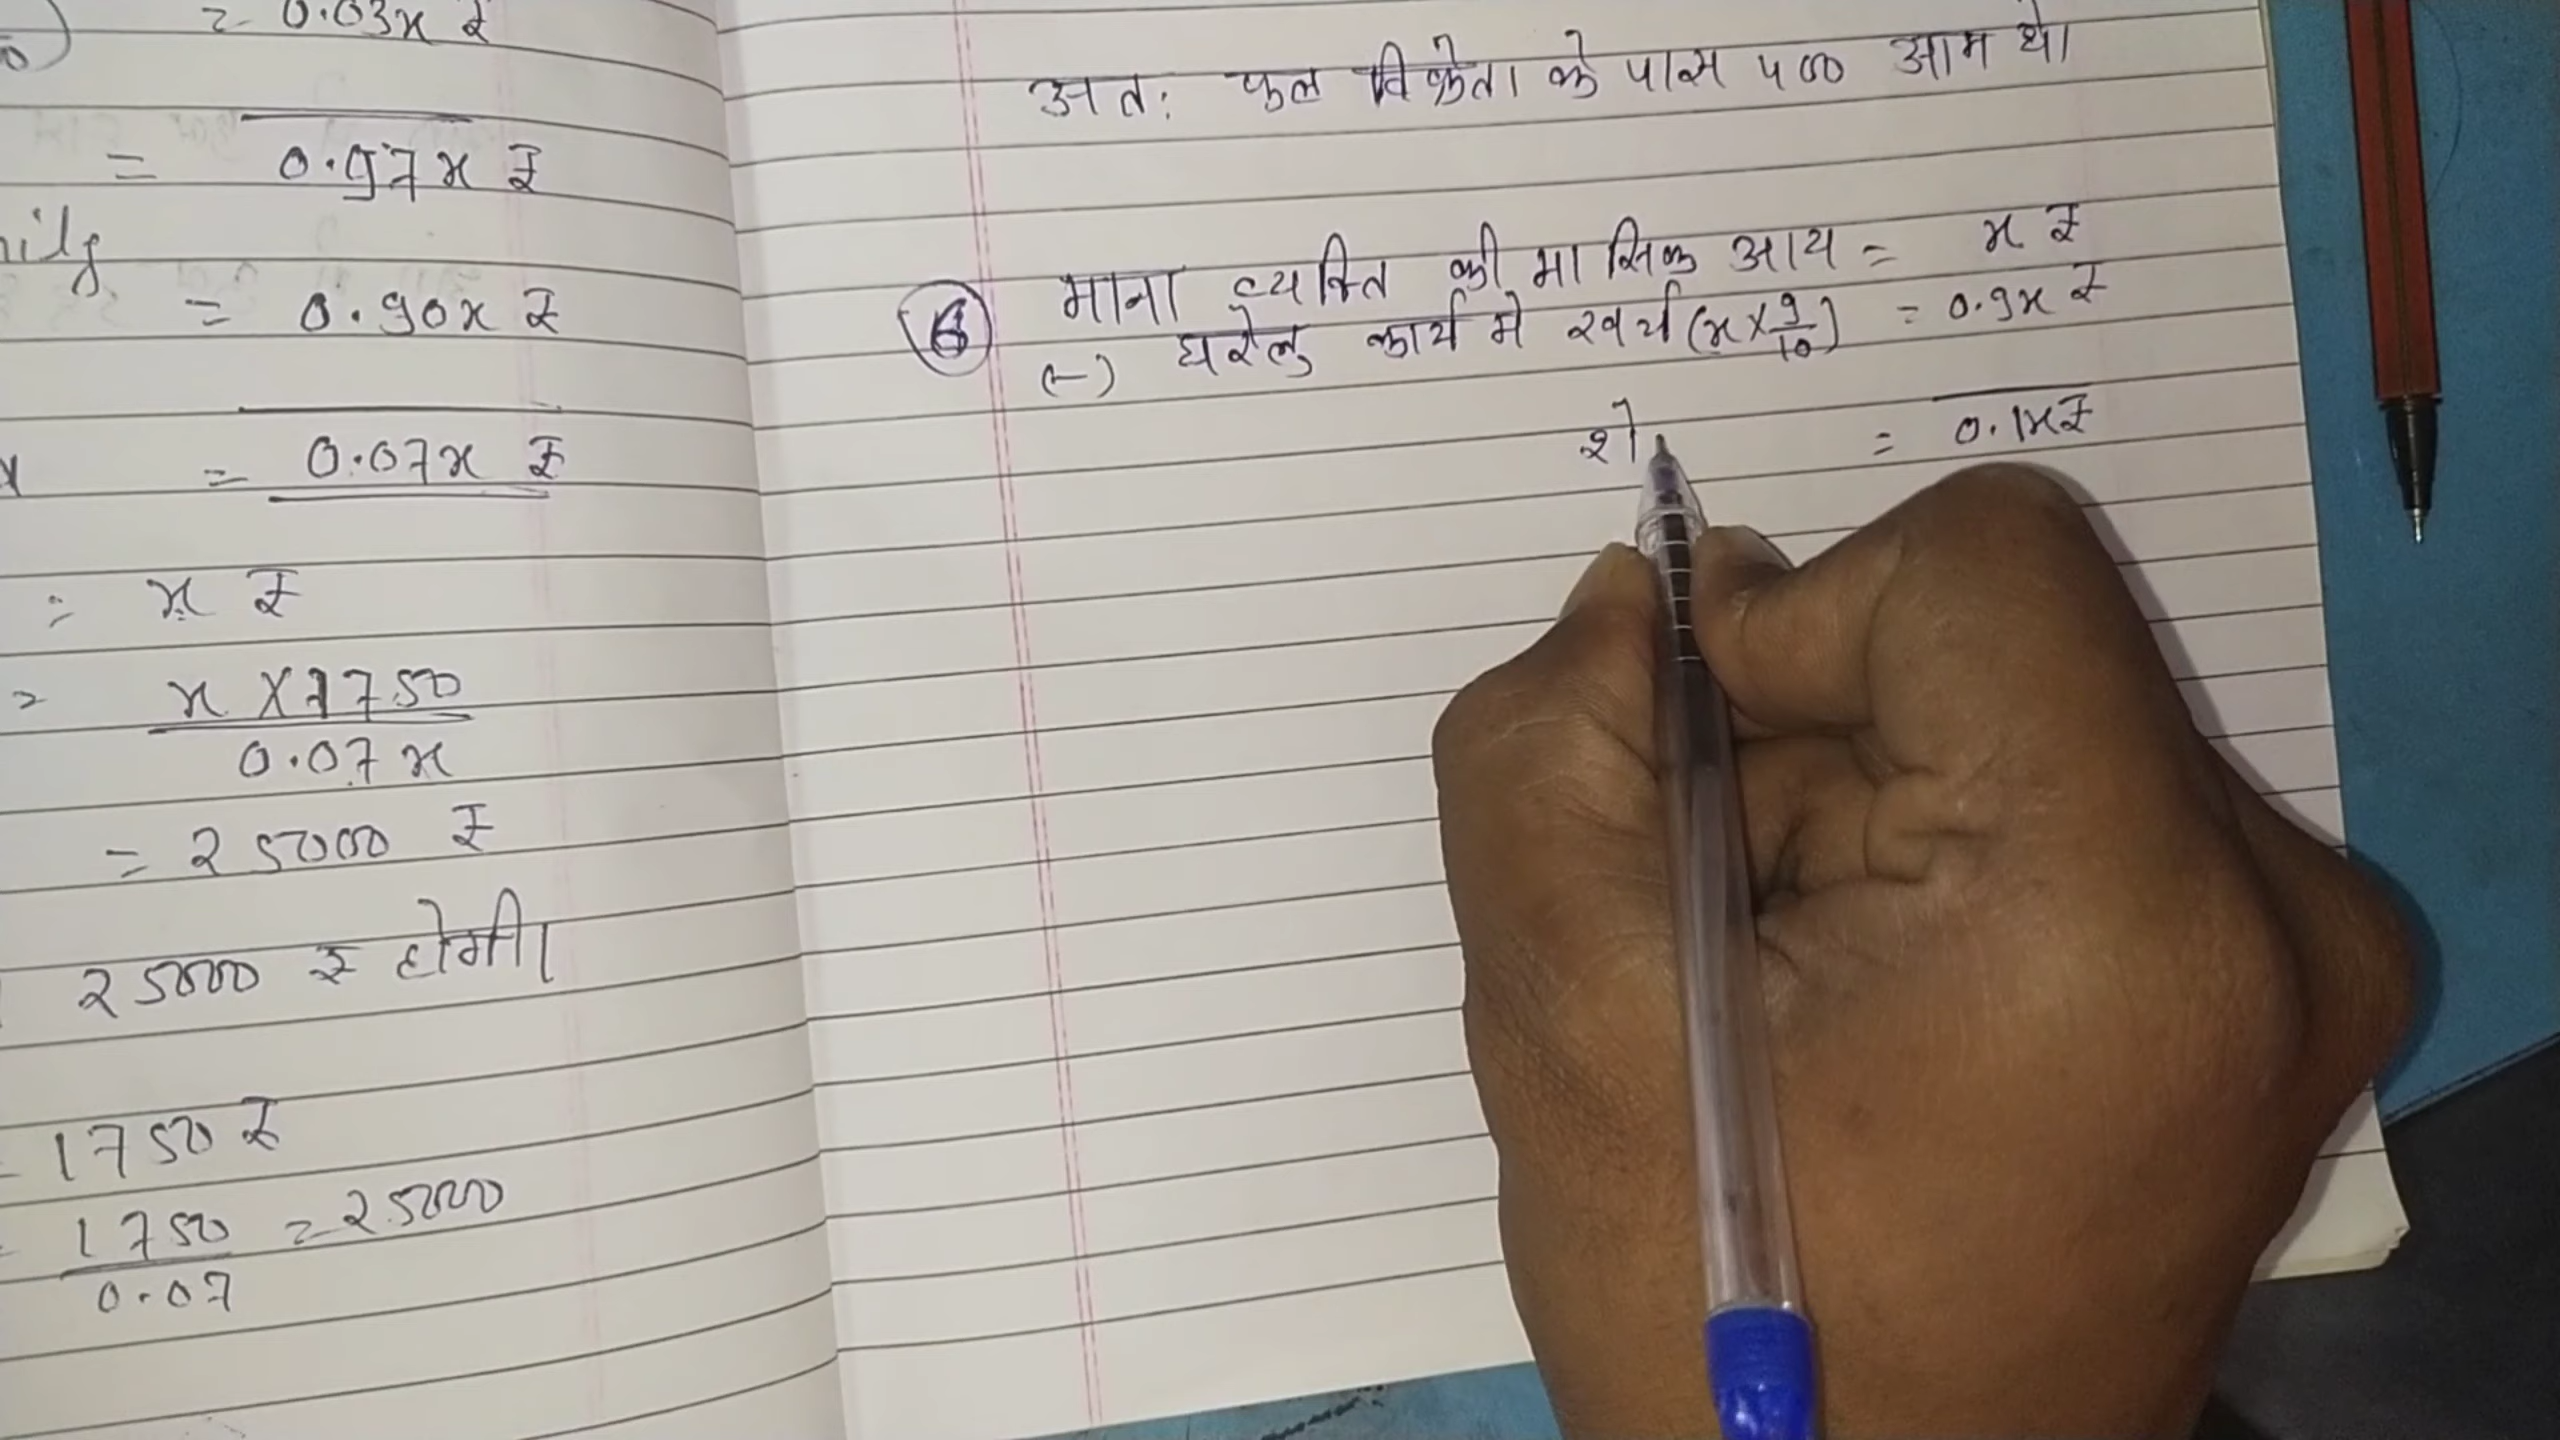 = 0.03x ₹
= 0.97x ₹
= 0.90x ₹
= 0.07x ₹
= x ₹
= x × 1750
0.07x
= 25000 ₹
25000 ₹ होगी।
= 1750 ₹
= 1750 = 25000
0.07
अतः फल विक्रेता के पास 500 आम थे।
6 माना व्यक्ति की मासिक आय = x ₹
(-) घरेलु कार्य मे खर्च (x × 9/10) = 0.9x ₹
शे = 0.1x ₹